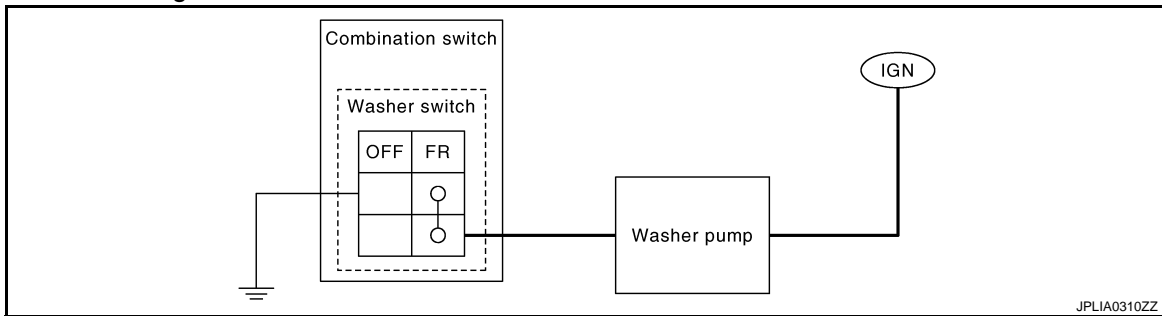 Combination switch
Washer switch
OFF FR
Washer pump
IGN
JPLIA0310ZZ